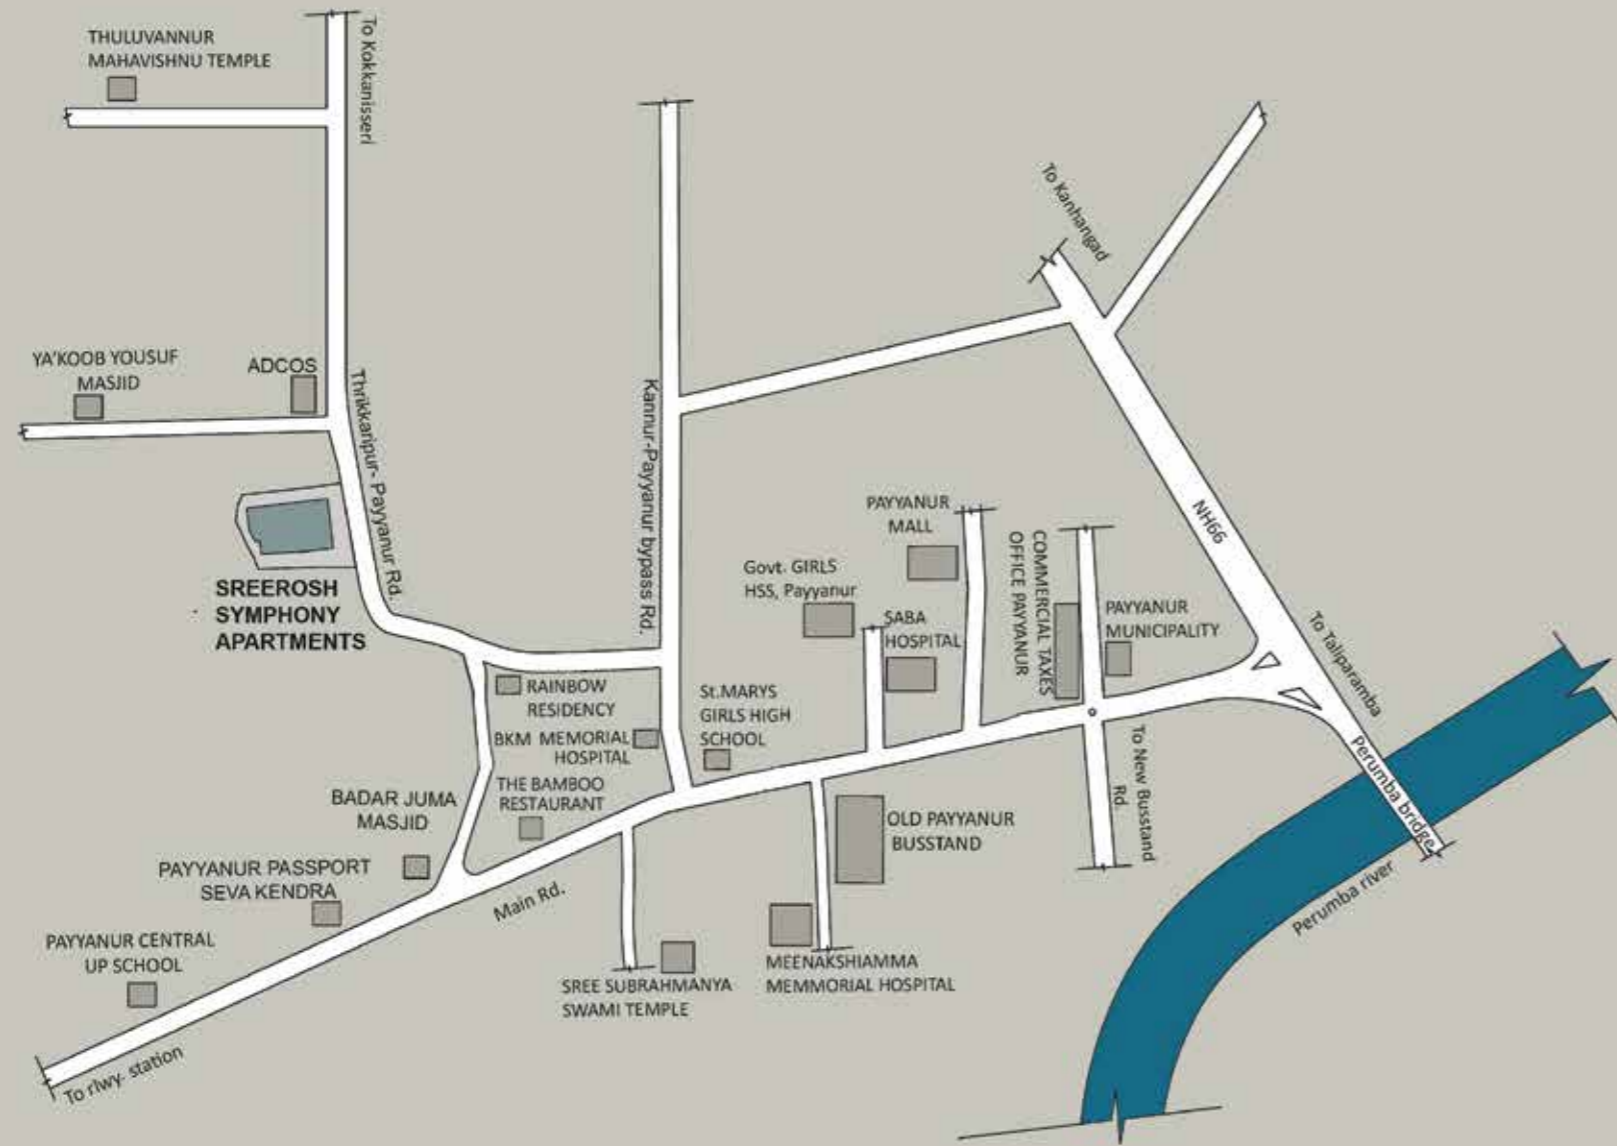 THULUVANNUR
MAHAVISHNU TEMPLE
To Kokkanisseri
To Kanhangad
YA'KOOB YOUSUF
MASJID
ADCOS
Thrikkaripur- Payyanur Rd.
Kannur-Payyanur bypass Rd.
NH66
SREEROSH
SYMPHONY
APARTMENTS
PAYYANUR
MALL
Govt. GIRLS
HSS, Payyanur
SABA
HOSPITAL
COMMERCIAL TAXES
OFFICE PAYYANUR
PAYYANUR
MUNICIPALITY
To Taliparamba
RAINBOW
RESIDENCY
BKM MEMORIAL
HOSPITAL
St.MARYS
GIRLS HIGH
SCHOOL
THE BAMBOO
RESTAURANT
To New Busstand
Rd.
Perumba bridge
BADAR JUMA
MASJID
OLD PAYYANUR
BUSSTAND
PAYYANUR PASSPORT
SEVA KENDRA
Main Rd.
Perumba river
PAYYANUR CENTRAL
UP SCHOOL
SREE SUBRAHMANYA
SWAMI TEMPLE
MEENAKSHIAMMA
MEMMORIAL HOSPITAL
To rlwy. station